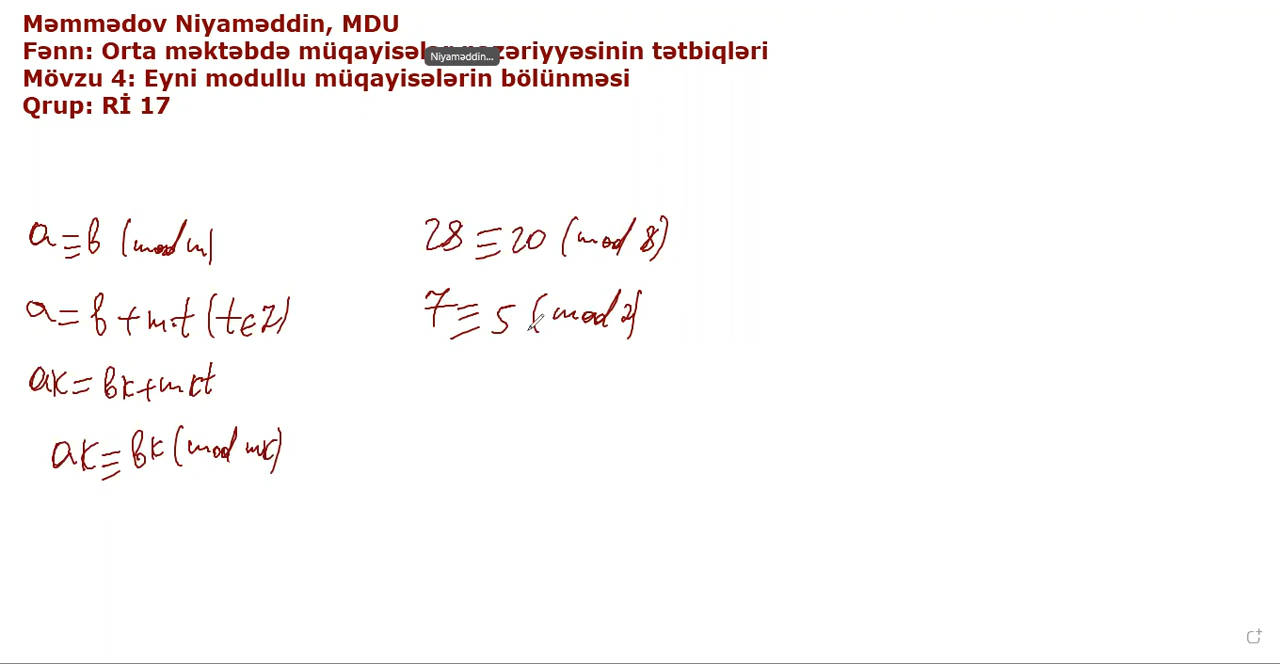 Məmmədov Niyaməddin, MDU
Fənn: Orta məktəbdə müqayisələr zəriyyəsinin tətbiqləri
Niyaməddin...
Mövzu 4: Eyni modullu müqayisələrin bölünməsi
Qrup: Rİ 17
a ≡ b (mod m)
a = b + m·t (t ∈ Z)
ak = bk + mkt
ak ≡ bk (mod mk)
28 ≡ 20 (mod 8)
7 ≡ 5 (mod 2)